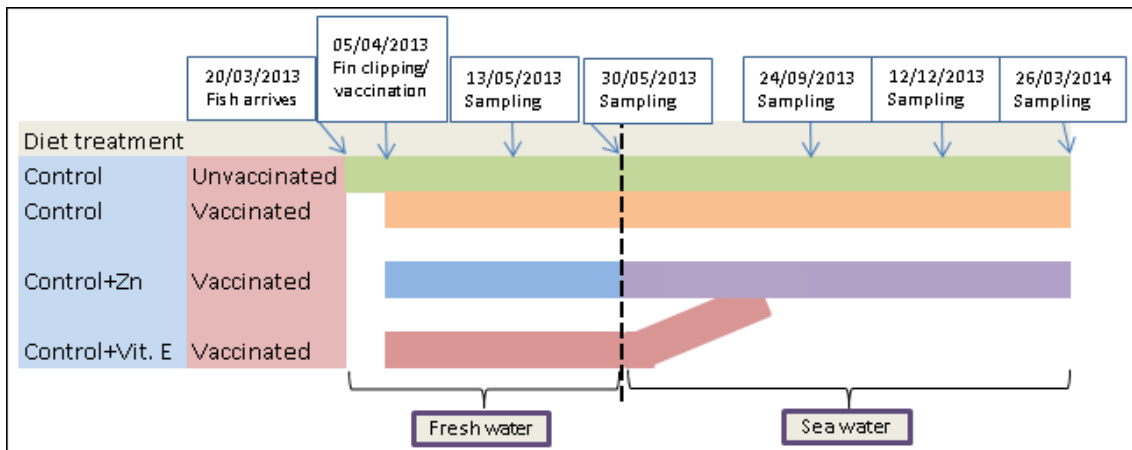 20/03/2013
Fish arrives
05/04/2013
Fin clipping/
vaccination
13/05/2013
Sampling
30/05/2013
Sampling
24/09/2013
Sampling
12/12/2013
Sampling
26/03/2014
Sampling
Diet treatment
Control Unvaccinated
Control Vaccinated
Control+Zn Vaccinated
Control+Vit. E Vaccinated
Fresh water
Sea water